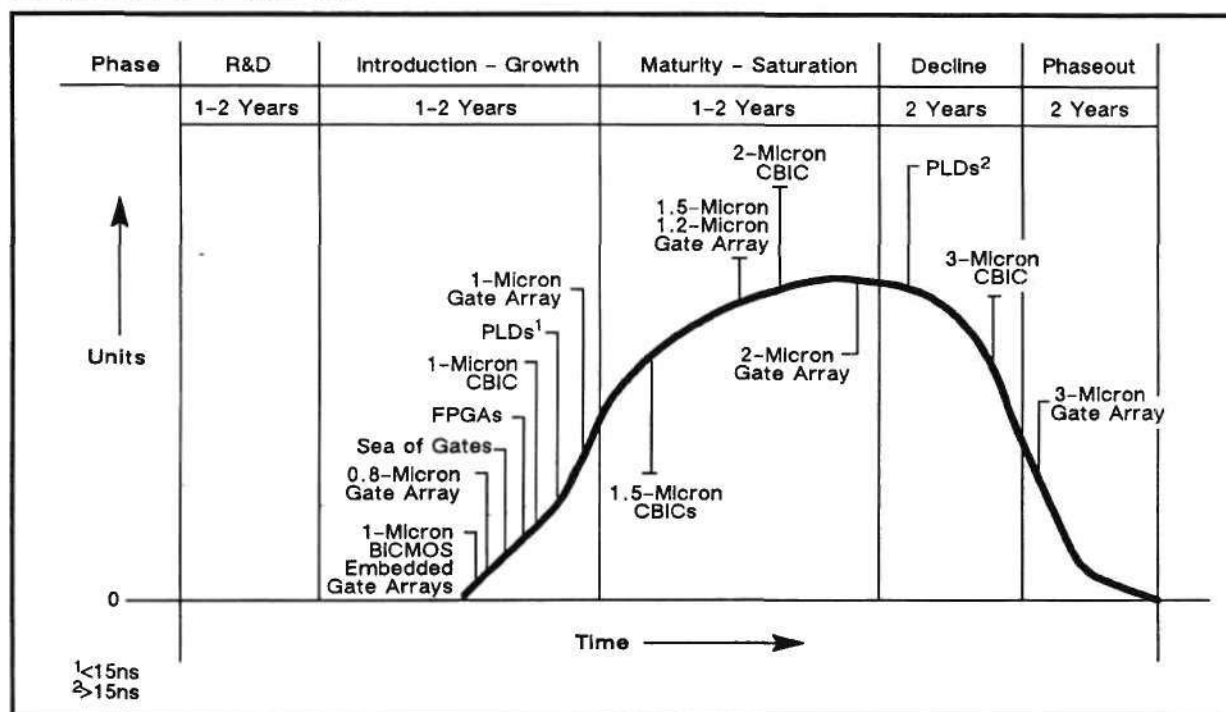 Phase R&D Introduction - Growth Maturity - Saturation Decline Phaseout
1-2 Years 1-2 Years 1-2 Years 2 Years 2 Years
2-Micron
CBIC
PLDs²
1.5-Micron
1.2-Micron
Gate Array
3-Micron
CBIC
1-Micron
Gate Array
PLDs¹
Units
1-Micron
CBIC
2-Micron
Gate Array
3-Micron
Gate Array
FPGAs
Sea of Gates
0.8-Micron
Gate Array
1.5-Micron
CBICs
1-Micron
BiCMOS
Embedded
Gate Arrays
0
Time
¹<15ns
²>15ns